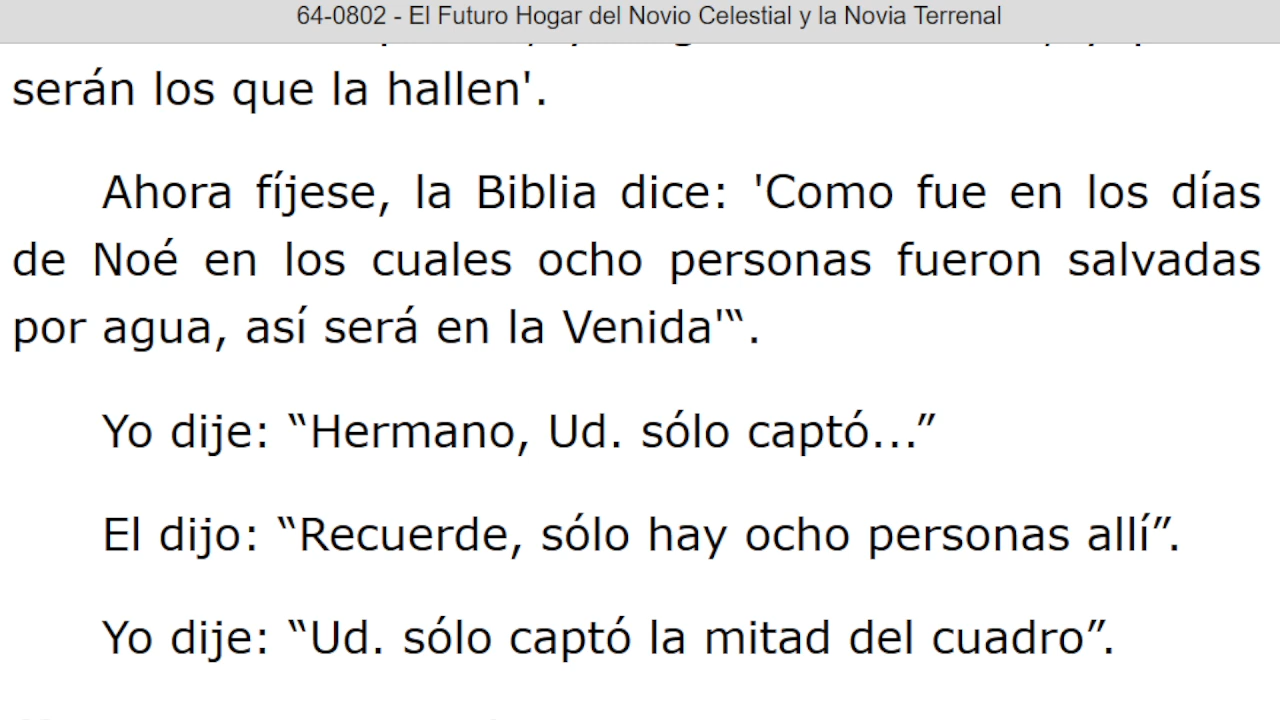 64-0802 - El Futuro Hogar del Novio Celestial y la Novia Terrenal
serán los que la hallen'.
Ahora fíjese, la Biblia dice: 'Como fue en los días
de Noé en los cuales ocho personas fueron salvadas
por agua, así será en la Venida'“.
Yo dije: “Hermano, Ud. sólo captó...”
El dijo: “Recuerde, sólo hay ocho personas allí”.
Yo dije: “Ud. sólo captó la mitad del cuadro”.